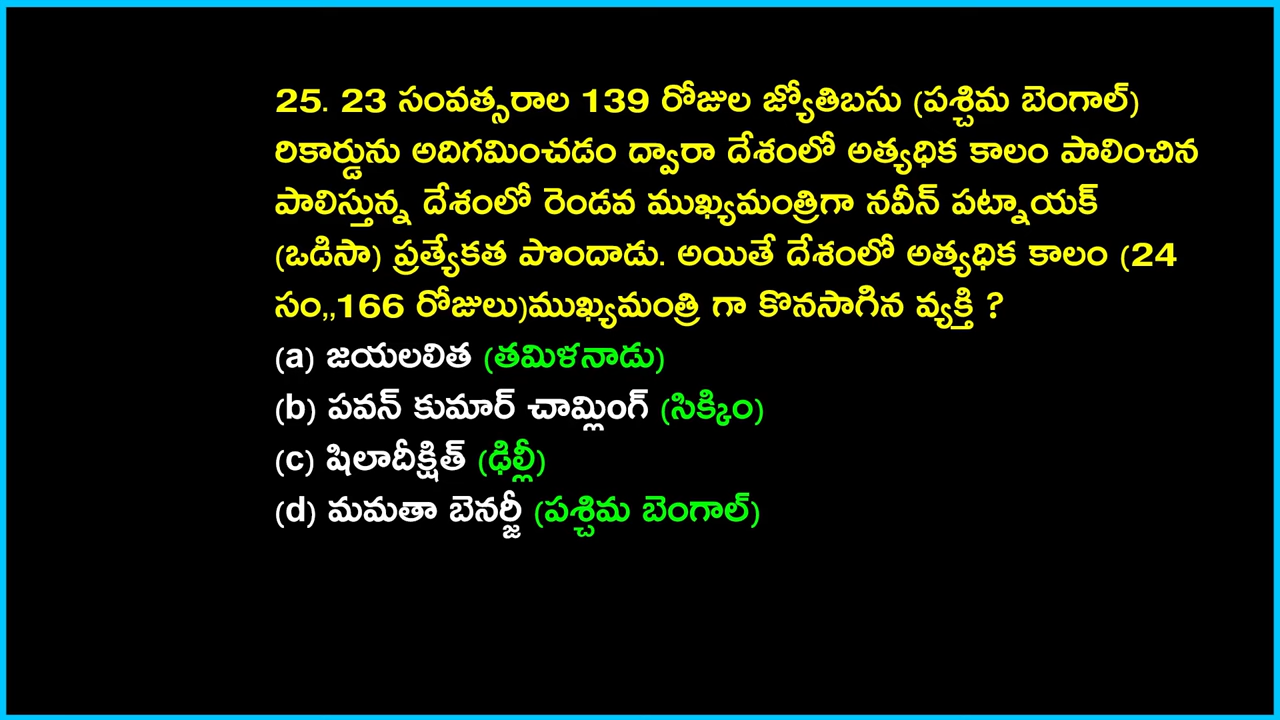 25. 23 సంవత్సరాల 139 రోజుల జ్యోతిబసు (పశ్చిమ బెంగాల్)
రికార్డును అదిగమించడం ద్వారా దేశంలో అత్యధిక కాలం పాలించిన
పాలిస్తున్న దేశంలో రెండవ ముఖ్యమంత్రిగా నవీన్ పట్నాయక్
(ఒడిసా) ప్రత్యేకత పొందాడు. అయితే దేశంలో అత్యధిక కాలం (24
సం,,166 రోజులు)ముఖ్యమంత్రి గా కొనసాగిన వ్యక్తి ?
(a) జయలలిత (తమిళనాడు)
(b) పవన్ కుమార్ చామ్లింగ్ (సిక్కిం)
(c) షిలాదీక్షిత్ (ఢిల్లీ)
(d) మమతా బెనర్జీ (పశ్చిమ బెంగాల్)